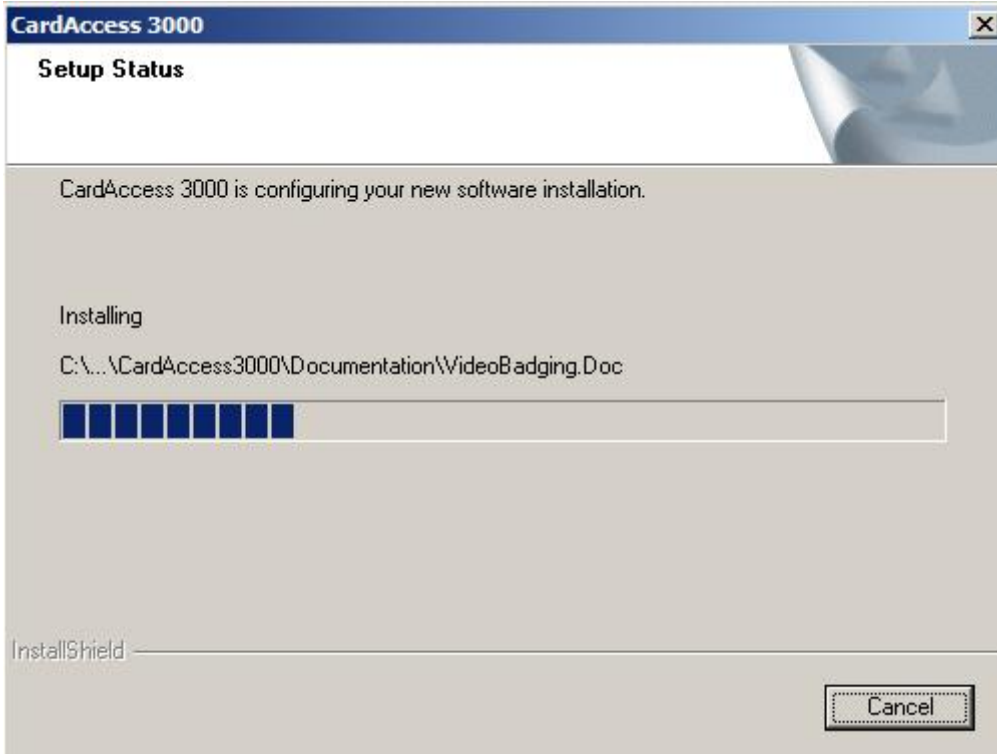 CardAccess 3000
Setup Status
CardAccess 3000 is configuring your new software installation.
Installing
C:\...\CardAccess3000\Documentation\VideoBadging.Doc
InstallShield
Cancel